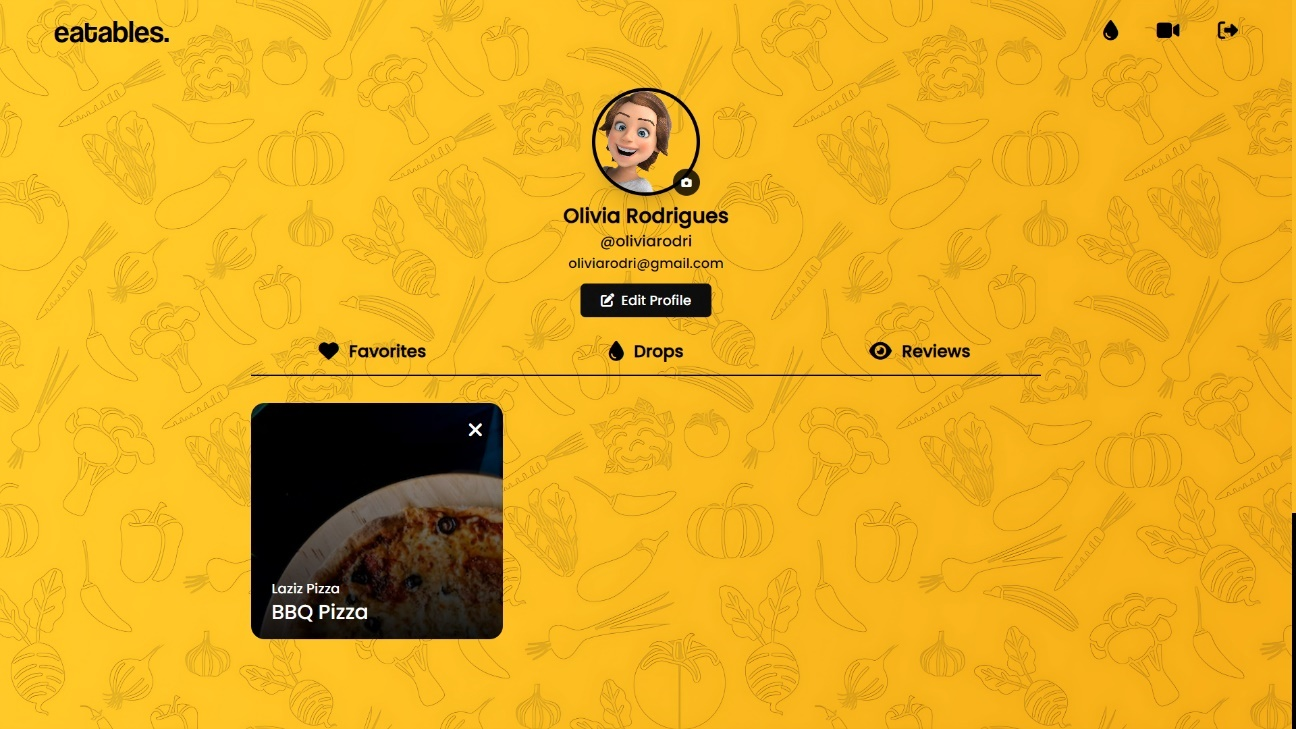 eatables.
Olivia Rodrigues
@oliviarodri
oliviarodri@gmail.com
Edit Profile
Favorites
Drops
Reviews
Laziz Pizza
BBQ Pizza